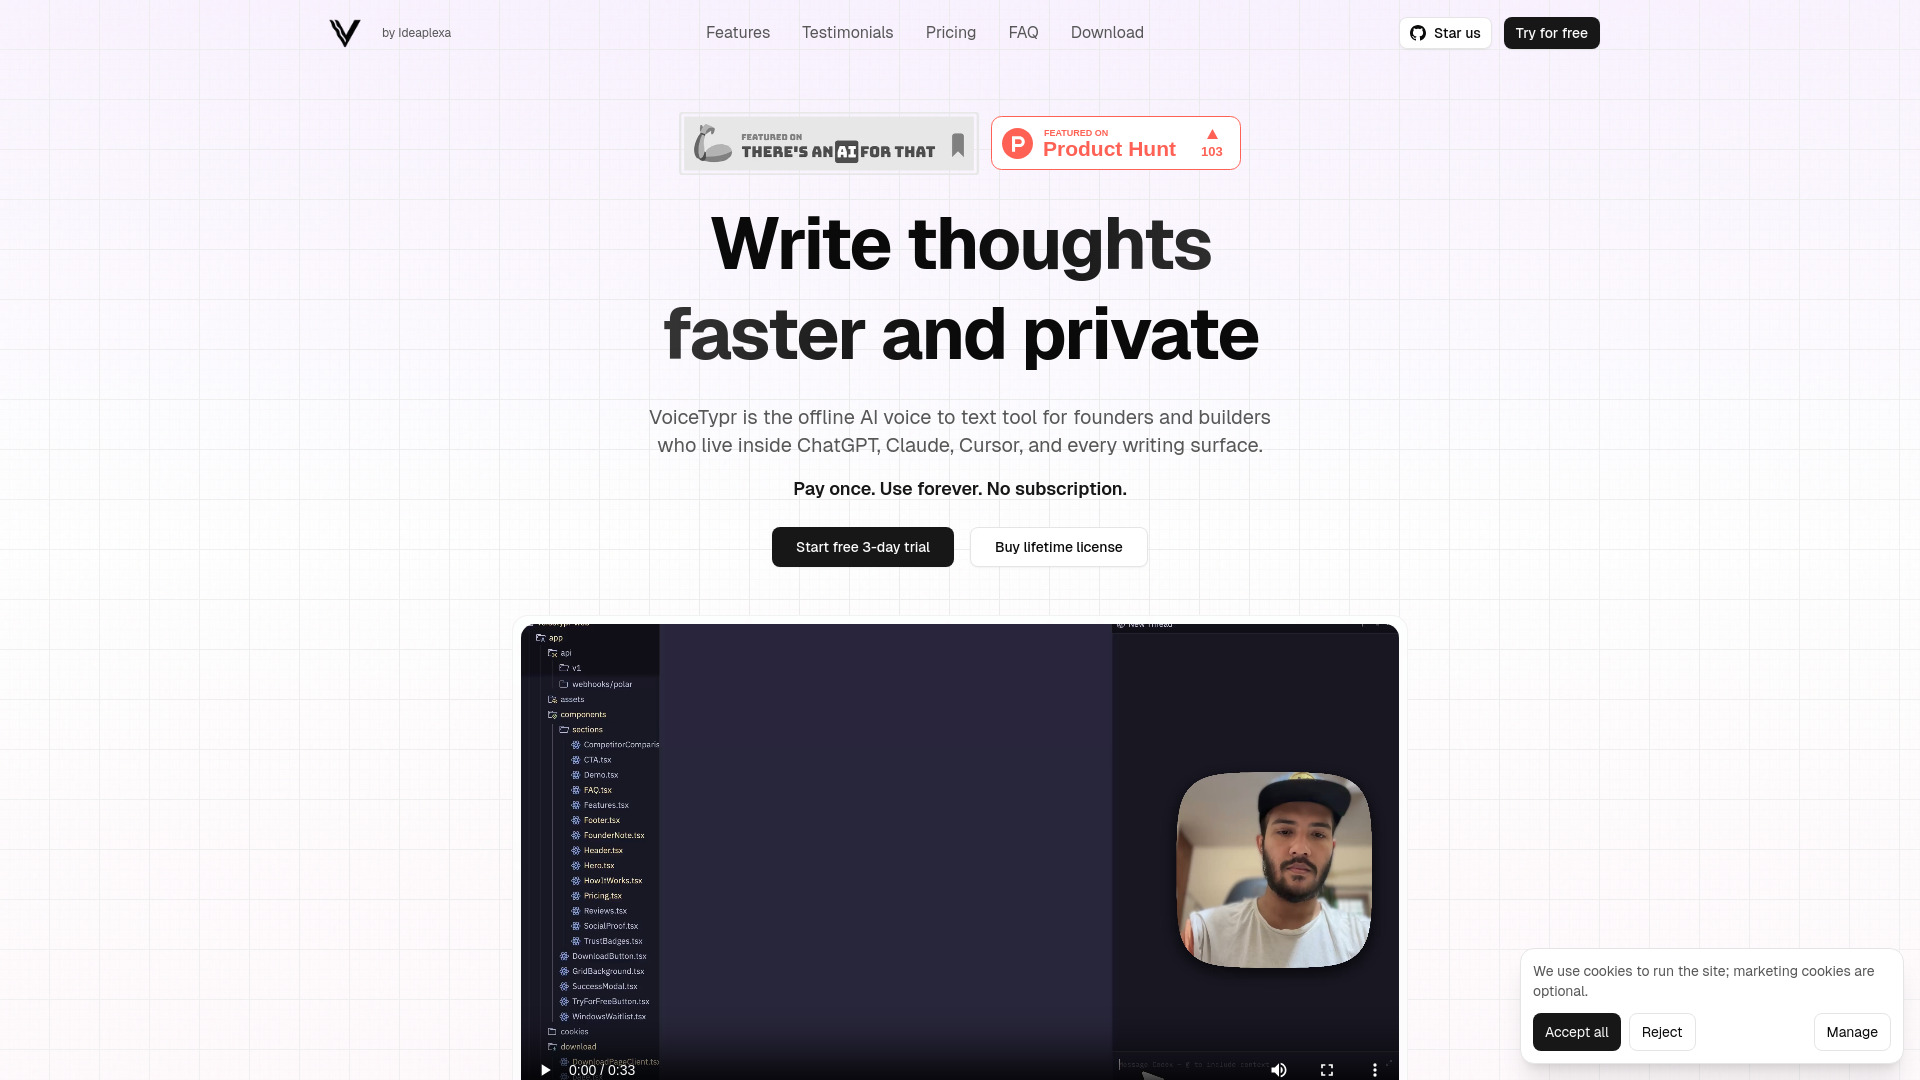 by Ideaplexa
Features
Testimonials
Pricing
FAQ
Download
Star us
Try for free
FEATURED ON
THERE'S AN AI FOR THAT
FEATURED ON
Product Hunt
103
Write thoughts
faster and private
VoiceTypr is the offline AI voice to text tool for founders and builders
who live inside ChatGPT, Claude, Cursor, and every writing surface.
Pay once. Use forever. No subscription.
Start free 3-day trial
Buy lifetime license
New Thread
app
api
v1
webhooks/polar
assets
components
sections
CompetitorComparis
CTA.tsx
Demo.tsx
FAQ.tsx
Features.tsx
Footer.tsx
FounderNote.tsx
Header.tsx
Hero.tsx
HowItWorks.tsx
Pricing.tsx
Reviews.tsx
SocialProof.tsx
TrustBadges.tsx
DownloadButton.tsx
GridBackground.tsx
SuccessModal.tsx
TryForFreeButton.tsx
WindowsWaitlist.tsx
cookies
download
DownloadPageClient.tsx
0:00 / 0:33
We use cookies to run the site; marketing cookies are
optional.
Accept all
Reject
Manage